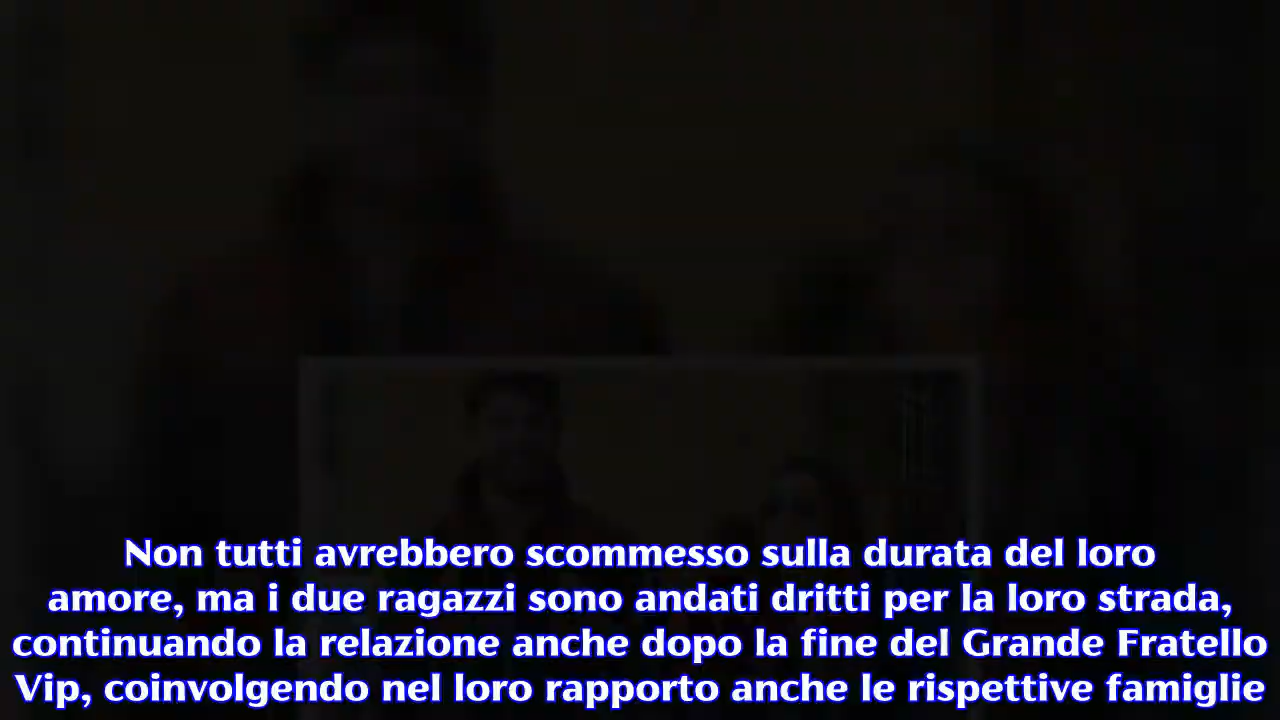 Non tutti avrebbero scommesso sulla durata del loro
amore, ma i due ragazzi sono andati dritti per la loro strada,
continuando la relazione anche dopo la fine del Grande Fratello
Vip, coinvolgendo nel loro rapporto anche le rispettive famiglie